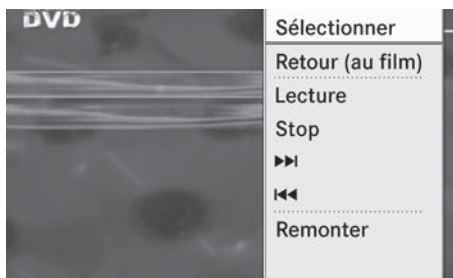 DVD
Sélectionner
Retour (au film)
Lecture
Stop
⏭
⏮
Remonter